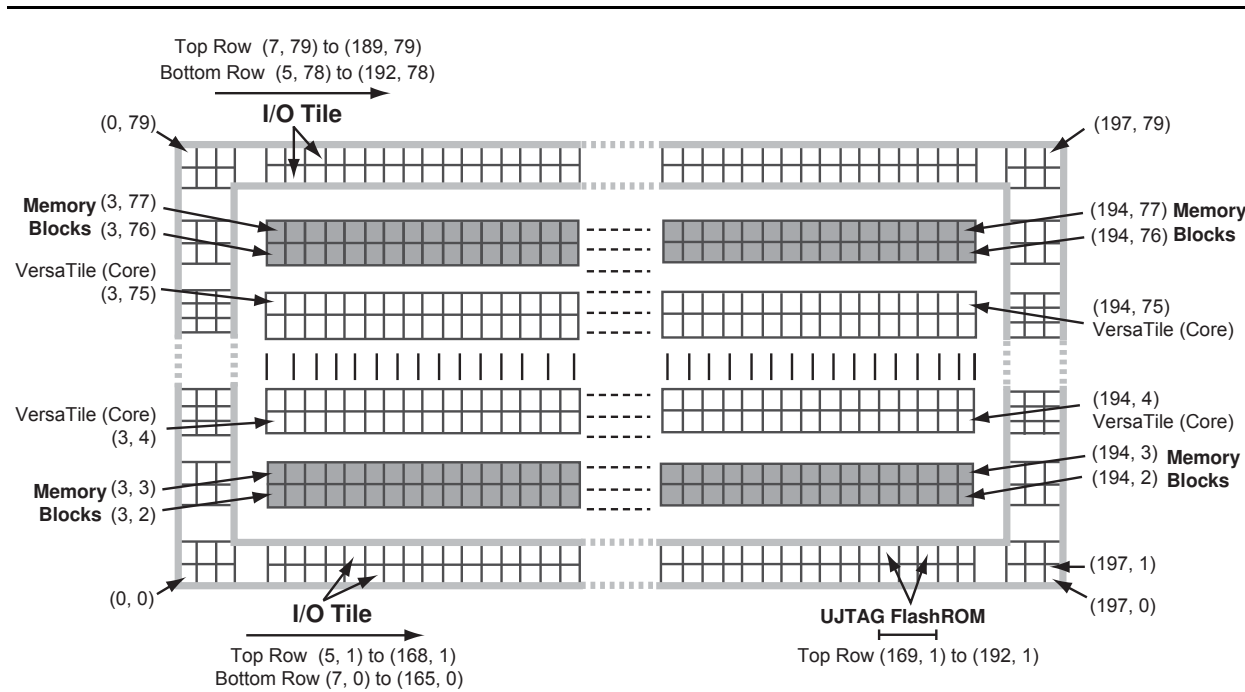 Top Row (7, 79) to (189, 79)
Bottom Row (5, 78) to (192, 78)
I/O Tile
(0, 79)
(197, 79)
Memory Blocks
(3, 77)
(3, 76)
(194, 77)
(194, 76)
Memory Blocks
VersaTile (Core)
(3, 75)
(194, 75)
VersaTile (Core)
VersaTile (Core)
(3, 4)
(194, 4)
VersaTile (Core)
Memory Blocks
(3, 3)
(3, 2)
(194, 3)
(194, 2)
Memory Blocks
(0, 0)
(197, 1)
(197, 0)
I/O Tile
Top Row (5, 1) to (168, 1)
Bottom Row (7, 0) to (165, 0)
UJTAG FlashROM
Top Row (169, 1) to (192, 1)